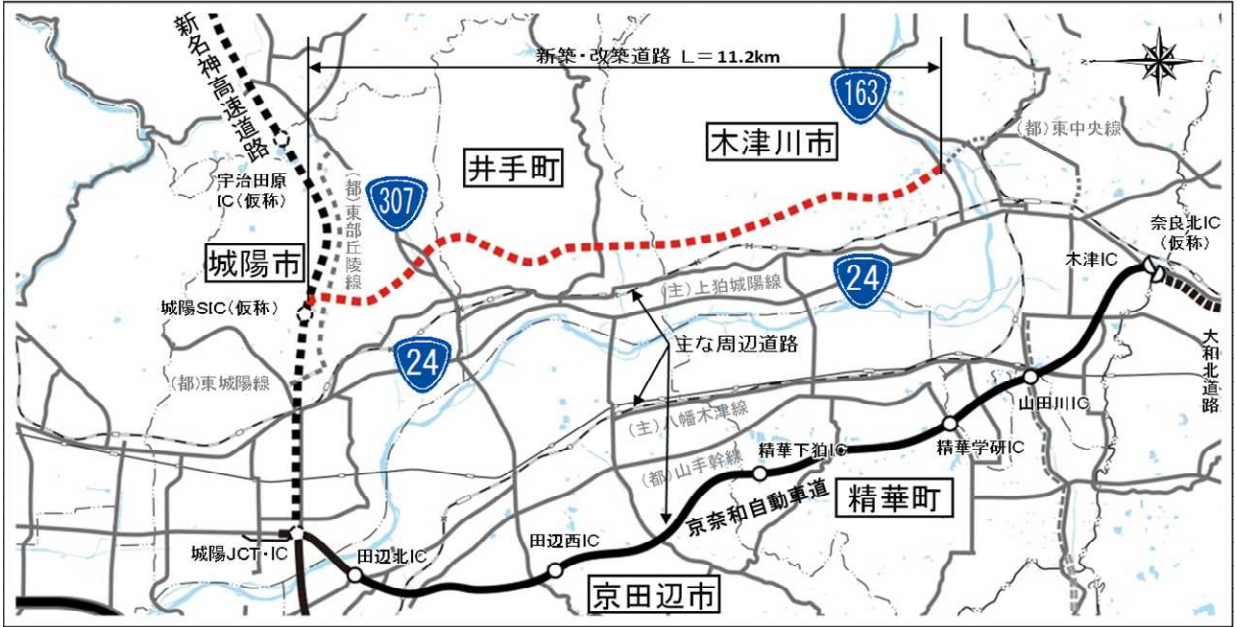 新名神高速道路
新築・改築道路 L＝11.2km
163
(都)東中央線
木津川市
井手町
宇治田原
IC(仮称)
(都)東部丘陵線
307
奈良北IC
(仮称)
木津IC
城陽市
24
(主)上狛城陽線
城陽SIC(仮称)
主な周辺道路
大和北道路
24
(都)東城陽線
山田川IC
(主)八幡木津線
精華学研IC
精華下狛IC
(都)山手幹線
精華町
京奈和自動車道
城陽JCT・IC
田辺北IC
田辺西IC
京田辺市